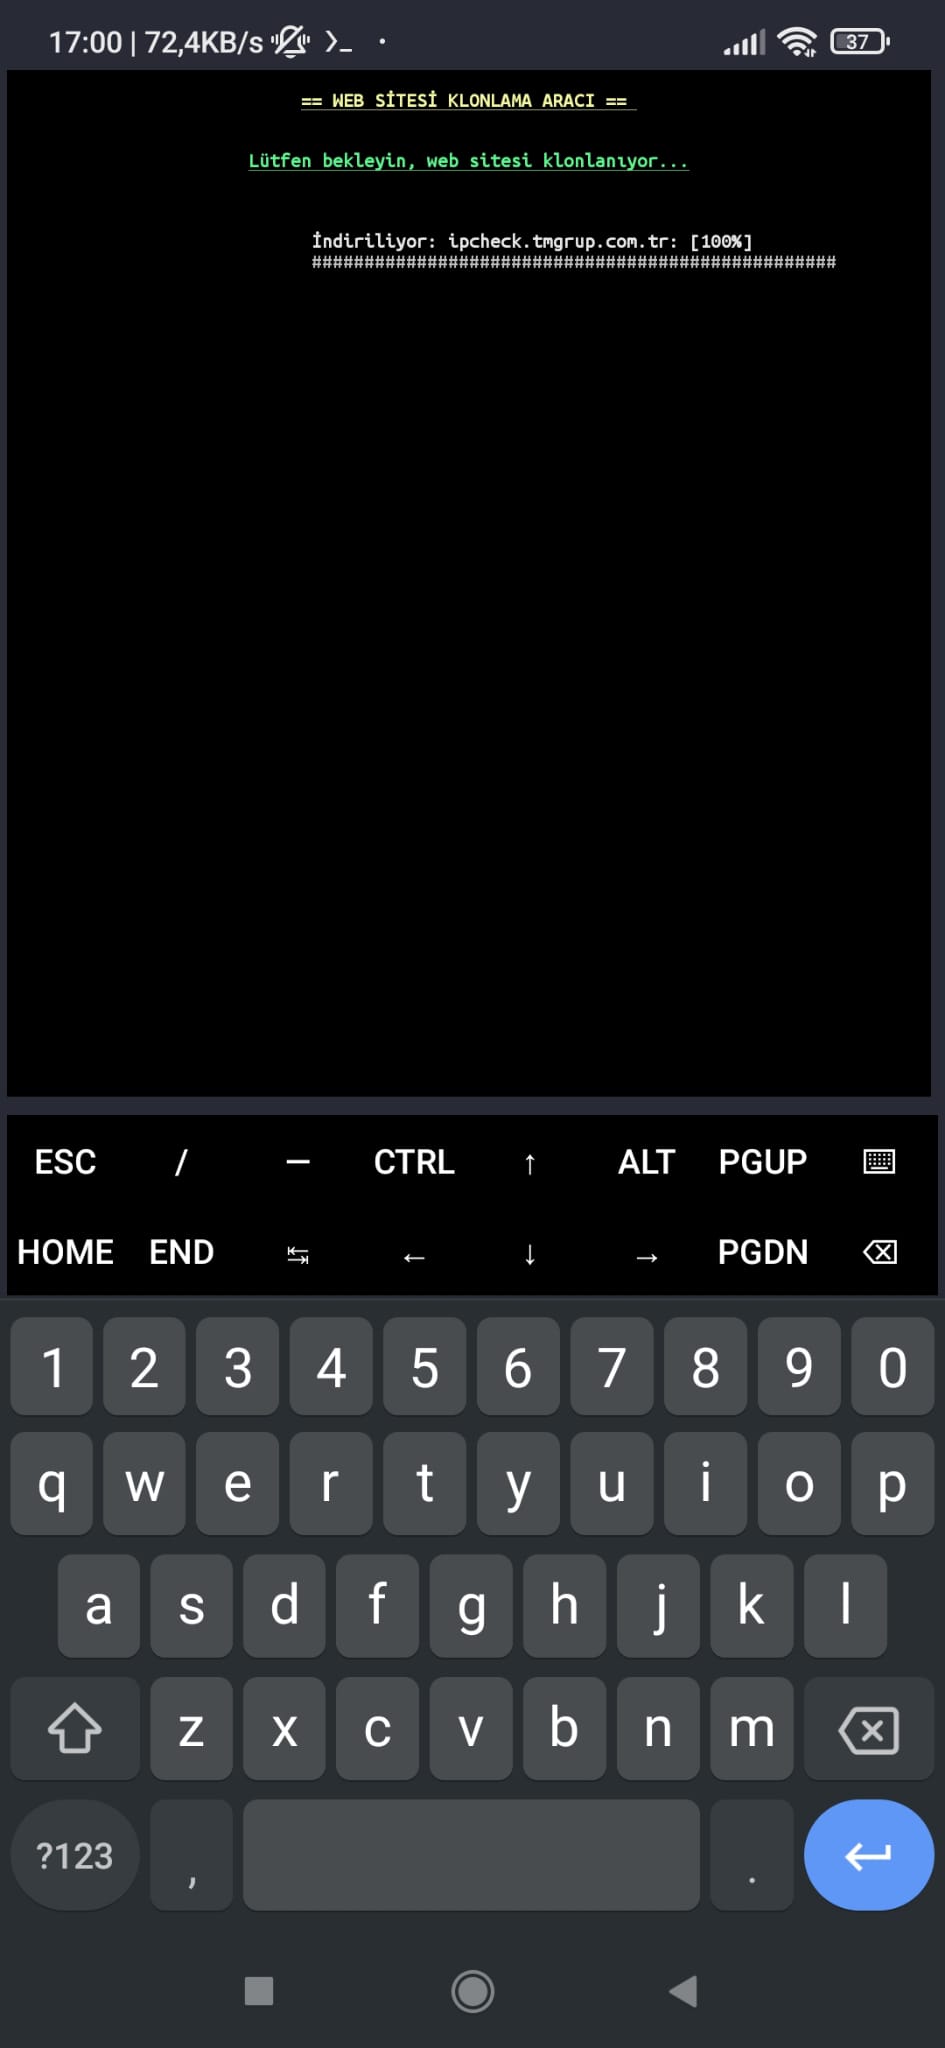 17:00 | 72,4KB/s
37
== WEB SİTESİ KLONLAMA ARACI ==
Lütfen bekleyin, web sitesi klonlanıyor...
İndiriliyor: ipcheck.tmgrup.com.tr: [100%]
##################################################
ESC / — CTRL ↑ ALT PGUP
HOME END ↹ ← ↓ → PGDN
1 2 3 4 5 6 7 8 9 0
q w e r t y u i o p
a s d f g h j k l
z x c v b n m
?123 , .